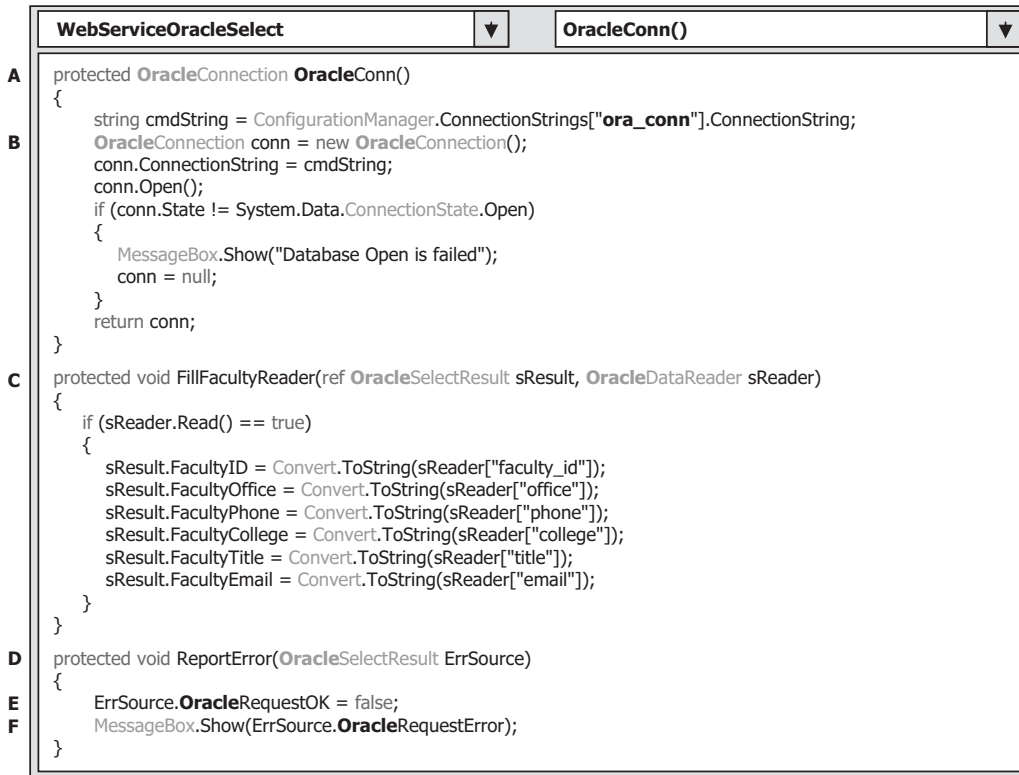 WebServiceOracleSelect OracleConn()
A protected OracleConnection OracleConn()
{
string cmdString = ConfigurationManager.ConnectionStrings["ora_conn"].ConnectionString;
B OracleConnection conn = new OracleConnection();
conn.ConnectionString = cmdString;
conn.Open();
if (conn.State != System.Data.ConnectionState.Open)
{
MessageBox.Show("Database Open is failed");
conn = null;
}
return conn;
}
C protected void FillFacultyReader(ref OracleSelectResult sResult, OracleDataReader sReader)
{
if (sReader.Read() == true)
{
sResult.FacultyID = Convert.ToString(sReader["faculty_id"]);
sResult.FacultyOffice = Convert.ToString(sReader["office"]);
sResult.FacultyPhone = Convert.ToString(sReader["phone"]);
sResult.FacultyCollege = Convert.ToString(sReader["college"]);
sResult.FacultyTitle = Convert.ToString(sReader["title"]);
sResult.FacultyEmail = Convert.ToString(sReader["email"]);
}
}
D protected void ReportError(OracleSelectResult ErrSource)
{
E ErrSource.OracleRequestOK = false;
F MessageBox.Show(ErrSource.OracleRequestError);
}